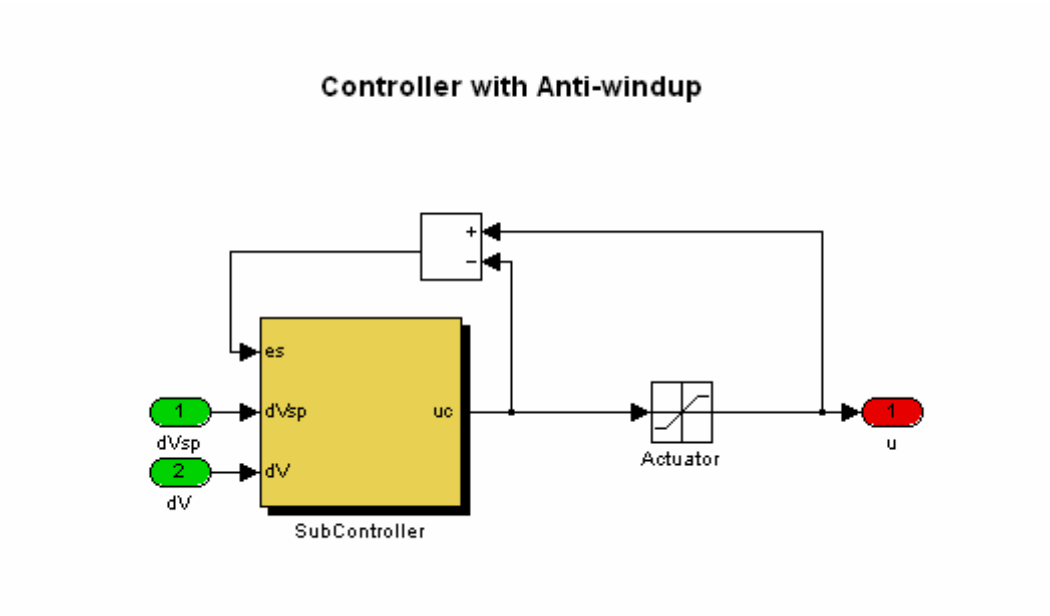 Controller with Anti-windup
+
−
es
1
dVsp
uc
1
dVsp
Actuator
u
2
dV
dV
SubController